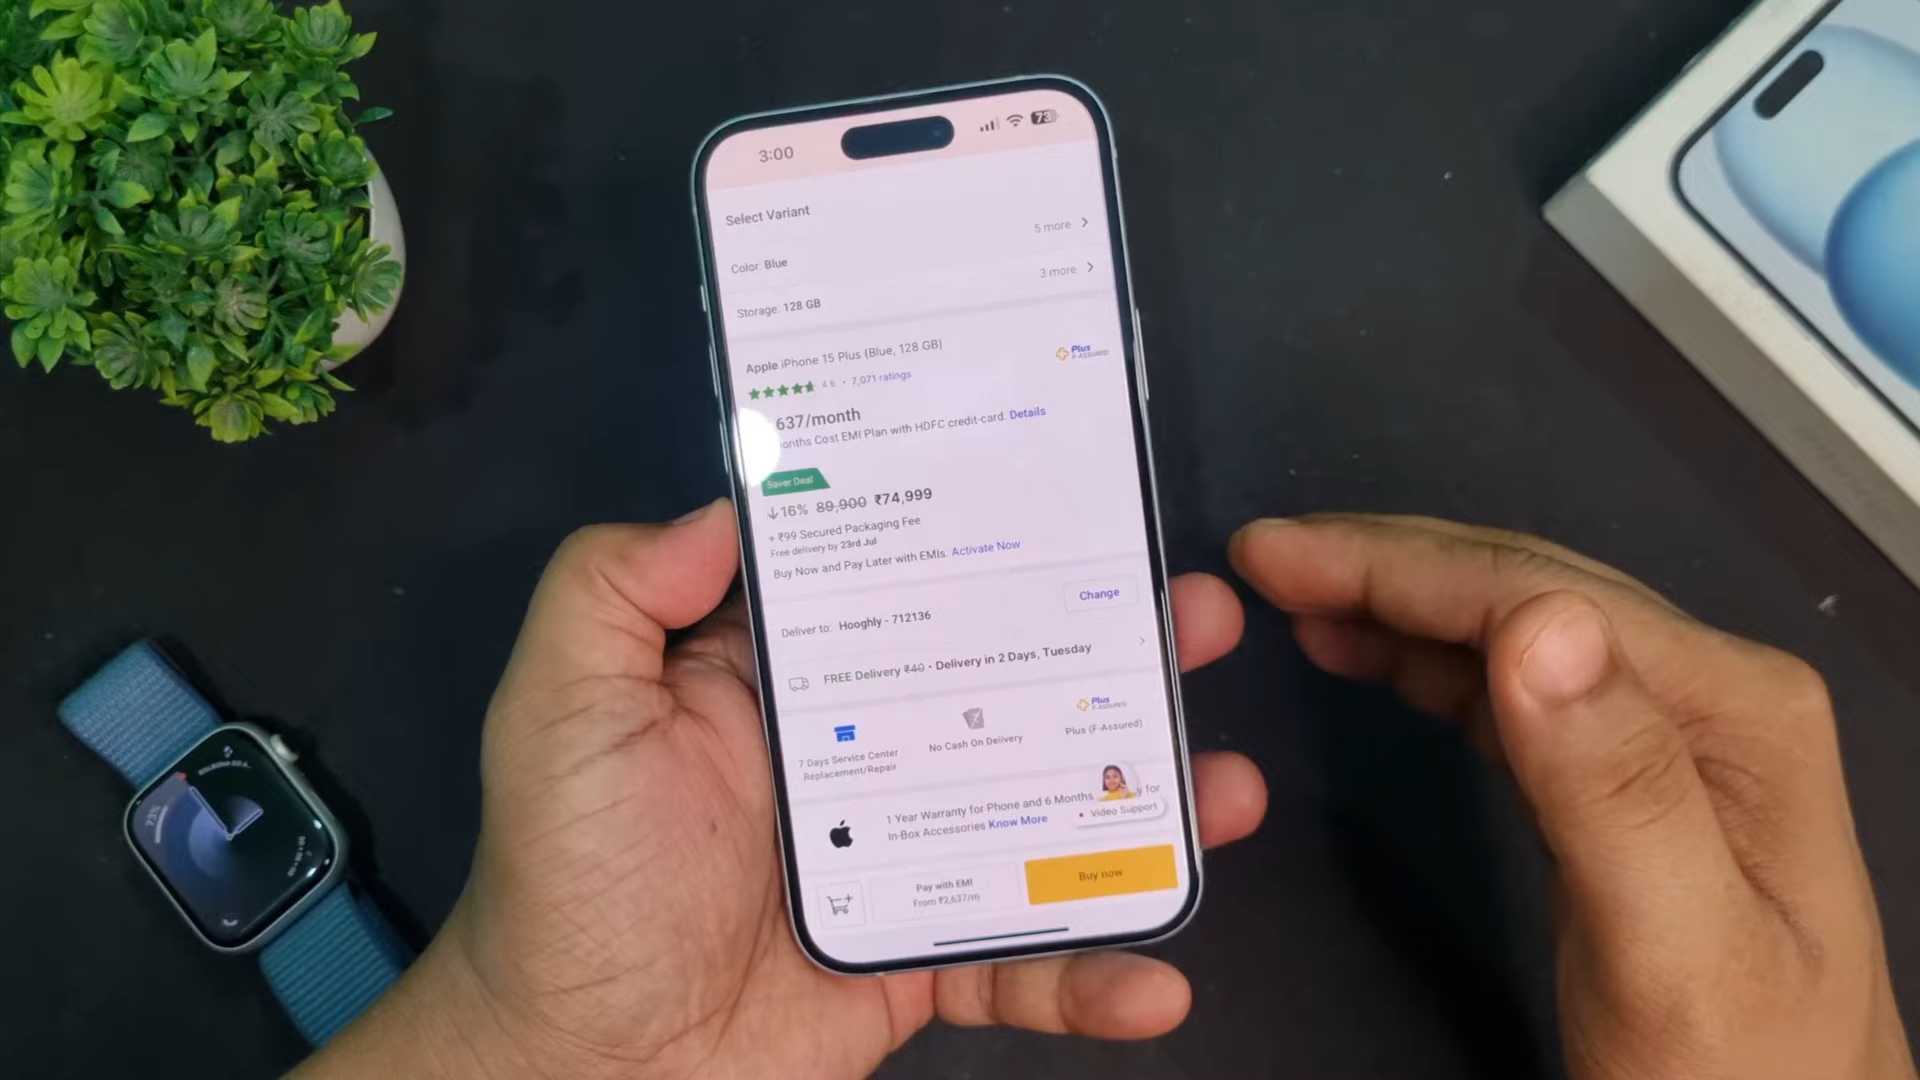 3:00
73
Select Variant
5 more
Color: Blue
3 more
Storage: 128 GB
Apple iPhone 15 Plus (Blue, 128 GB)
Plus
F-ASSURED
4.6 • 7,071 ratings
637/month
onths Cost EMI Plan with HDFC credit-card. Details
Saver Deal
↓16% 89,900 ₹74,999
+ ₹99 Secured Packaging Fee
Free delivery by 23rd Jul
Buy Now and Pay Later with EMIs. Activate Now
Change
Deliver to: Hooghly - 712136
FREE Delivery ₹40 • Delivery in 2 Days, Tuesday
Plus
F-ASSURED
7 Days Service Center
Replacement/Repair
No Cash On Delivery
Plus (F-Assured)
1 Year Warranty for Phone and 6 Months y for
In-Box Accessories Know More
Video Support
Pay with EMI
From ₹2,637/m
Buy now
73%